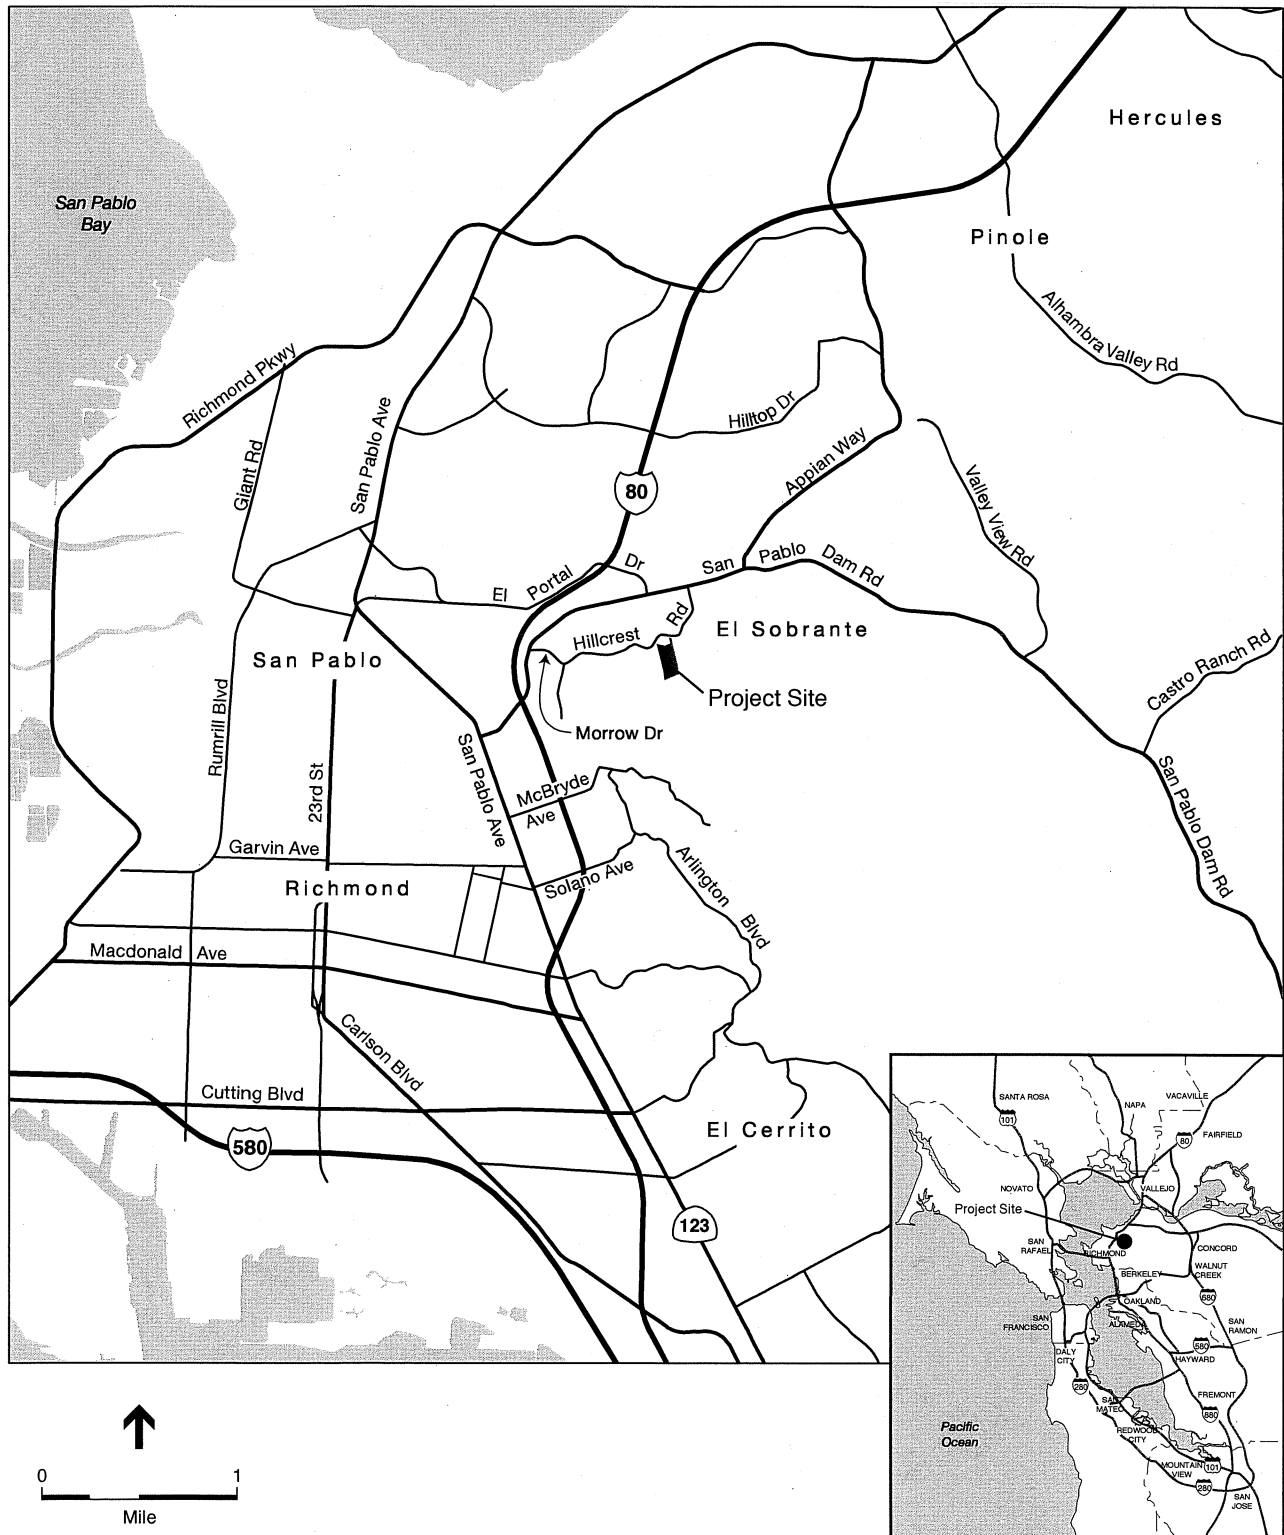 Hercules
San Pablo
Bay
Pinole
Alhambra Valley Rd
Richmond Pkwy
San Pablo Ave
Hilltop Dr
Giant Rd
Appian Way
80
Valley View Rd
El Portal Dr
San Pablo Dam Rd
Hillcrest Rd
El Sobrante
San Pablo
Castro Ranch Rd
Project Site
Rumrill Blvd
Morrow Dr
San Pablo Ave
23rd St
McBryde
Ave
San Pablo Dam Rd
Garvin Ave
Solano Ave
Arlington Blvd
Richmond
Macdonald Ave
Carlson Blvd
Cutting Blvd
El Cerrito
580
123
SANTA ROSA
VACAVILLE
NAPA
101
80
FAIRFIELD
NOVATO
VALLEJO
Project Site
SAN
RAFAEL
RICHMOND
CONCORD
BERKELEY
WALNUT
CREEK
680
OAKLAND
SAN
FRANCISCO
ALAMEDA
SAN
RAMON
580
DALY
CITY
HAYWARD
280
SAN
MATEO
FREMONT
880
Pacific
Ocean
REDWOOD
CITY
MOUNTAIN
VIEW
101
280
SAN
JOSE
0 1
Mile